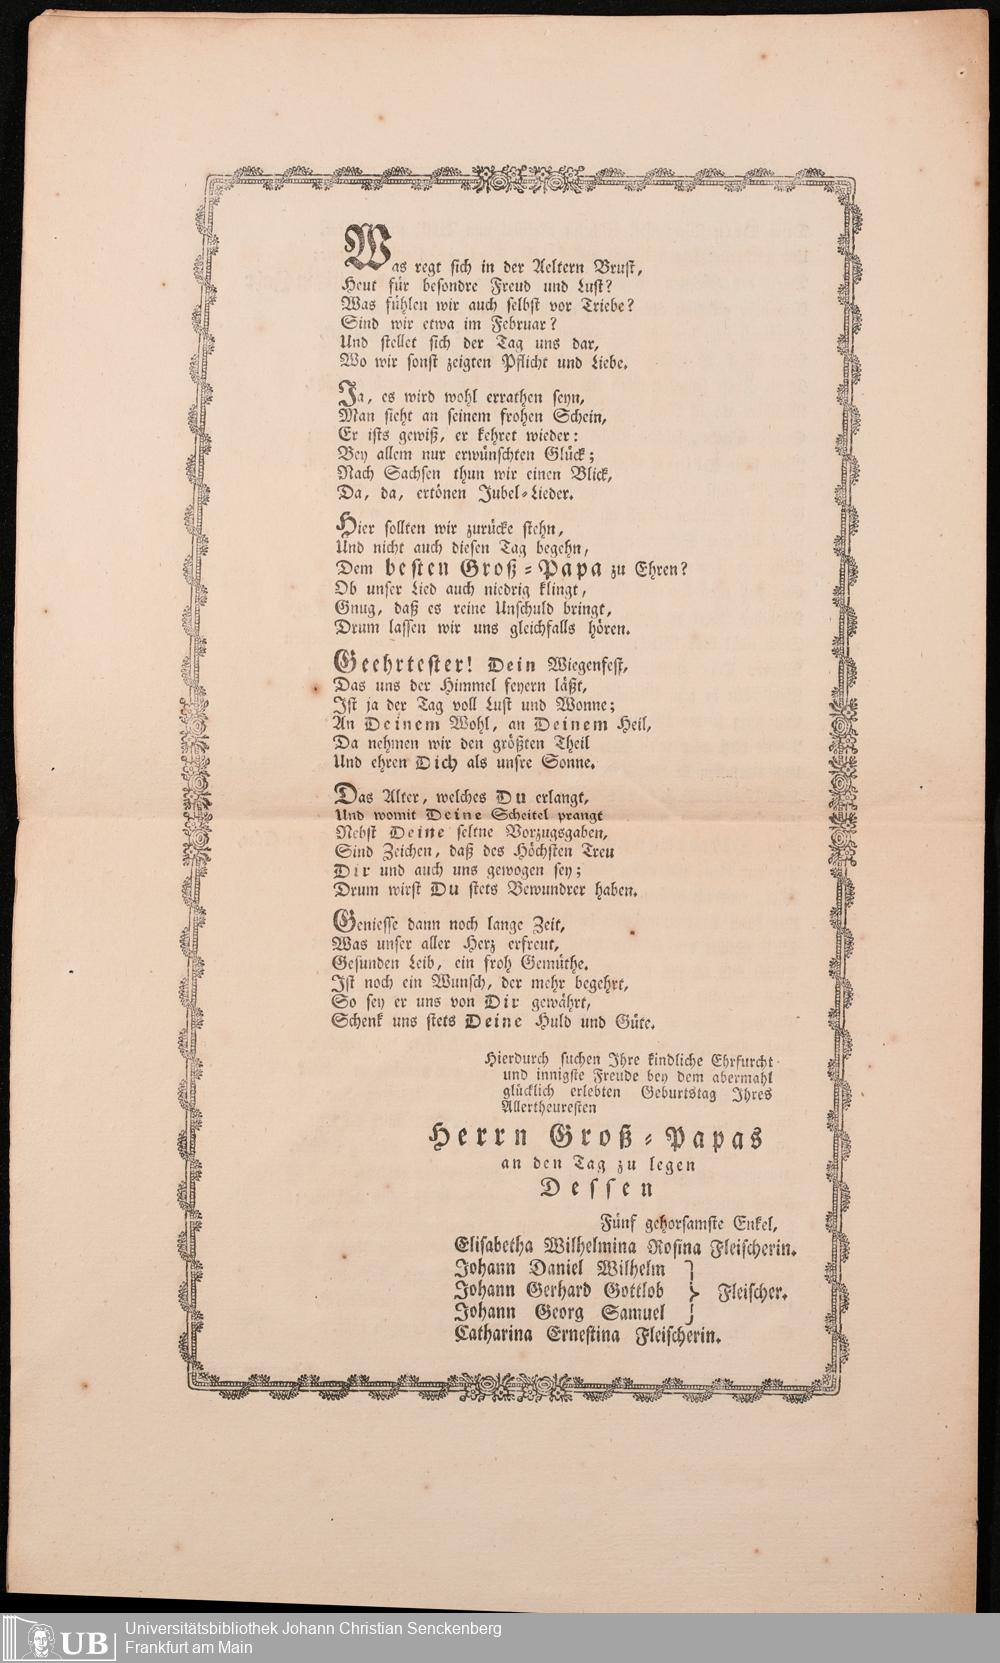 Was regt sich in der Aeltern Brust,
Heut für besondre Freud und Lust?
Was fühlen wir auch selbst vor Triebe?
Sind wir etwa im Februar?
Und stellet sich der Tag uns dar,
Wo wir sonst zeigten Pflicht und Liebe.
Ja, es wird wohl errathen seyn,
Man sieht an seinem frohen Schein,
Er ists gewiß, er kehret wieder:
Bey allem nur erwünschten Glück;
Nach Sachsen thun wir einen Blick,
Da, da, ertönen Jubel-Lieder.
Hier sollten wir zurücke stehn,
Und nicht auch diesen Tag begehn,
Dem besten Groß-Papa zu Ehren?
Ob unser Lied auch niedrig klingt,
Gnug, daß es reine Unschuld bringt,
Drum lassen wir uns gleichfalls hören.
Geehrtester! Dein Wiegenfest,
Das uns der Himmel feyern läßt,
Ist ja der Tag voll Lust und Wonne;
An Deinem Wohl, an Deinem Heil,
Da nehmen wir den größten Theil
Und ehren Dich als unsre Sonne.
Das Alter, welches Du erlangt,
Und womit Deine Scheitel prangt
Nebst Deine seltne Vorzugsgaben,
Sind Zeichen, daß des Höchsten Treu
Dir und auch uns gewogen sey;
Drum wirst Du stets Bewundrer haben.
Geniesse dann noch lange Zeit,
Was unser aller Herz erfreut,
Gesunden Leib, ein froh Gemüthe.
Ist noch ein Wunsch, der mehr begehrt,
So sey er uns von Dir gewährt,
Schenk uns stets Deine Huld und Güte.
Hierdurch suchen Ihre kindliche Ehrfurcht
und innigste Freude bey dem abermahl
glücklich erlebten Geburtstag Ihres
Allertheuresten
Herrn Groß-Papas
an den Tag zu legen
Dessen
Fünf gehorsamste Enkel,
Elisabetha Wilhelmina Rosina Fleischerin.
Johann Daniel Wilhelm
Johann Gerhard Gottlob } Fleischer.
Johann Georg Samuel
Catharina Ernestina Fleischerin.
UB
Universitätsbibliothek Johann Christian Senckenberg
Frankfurt am Main